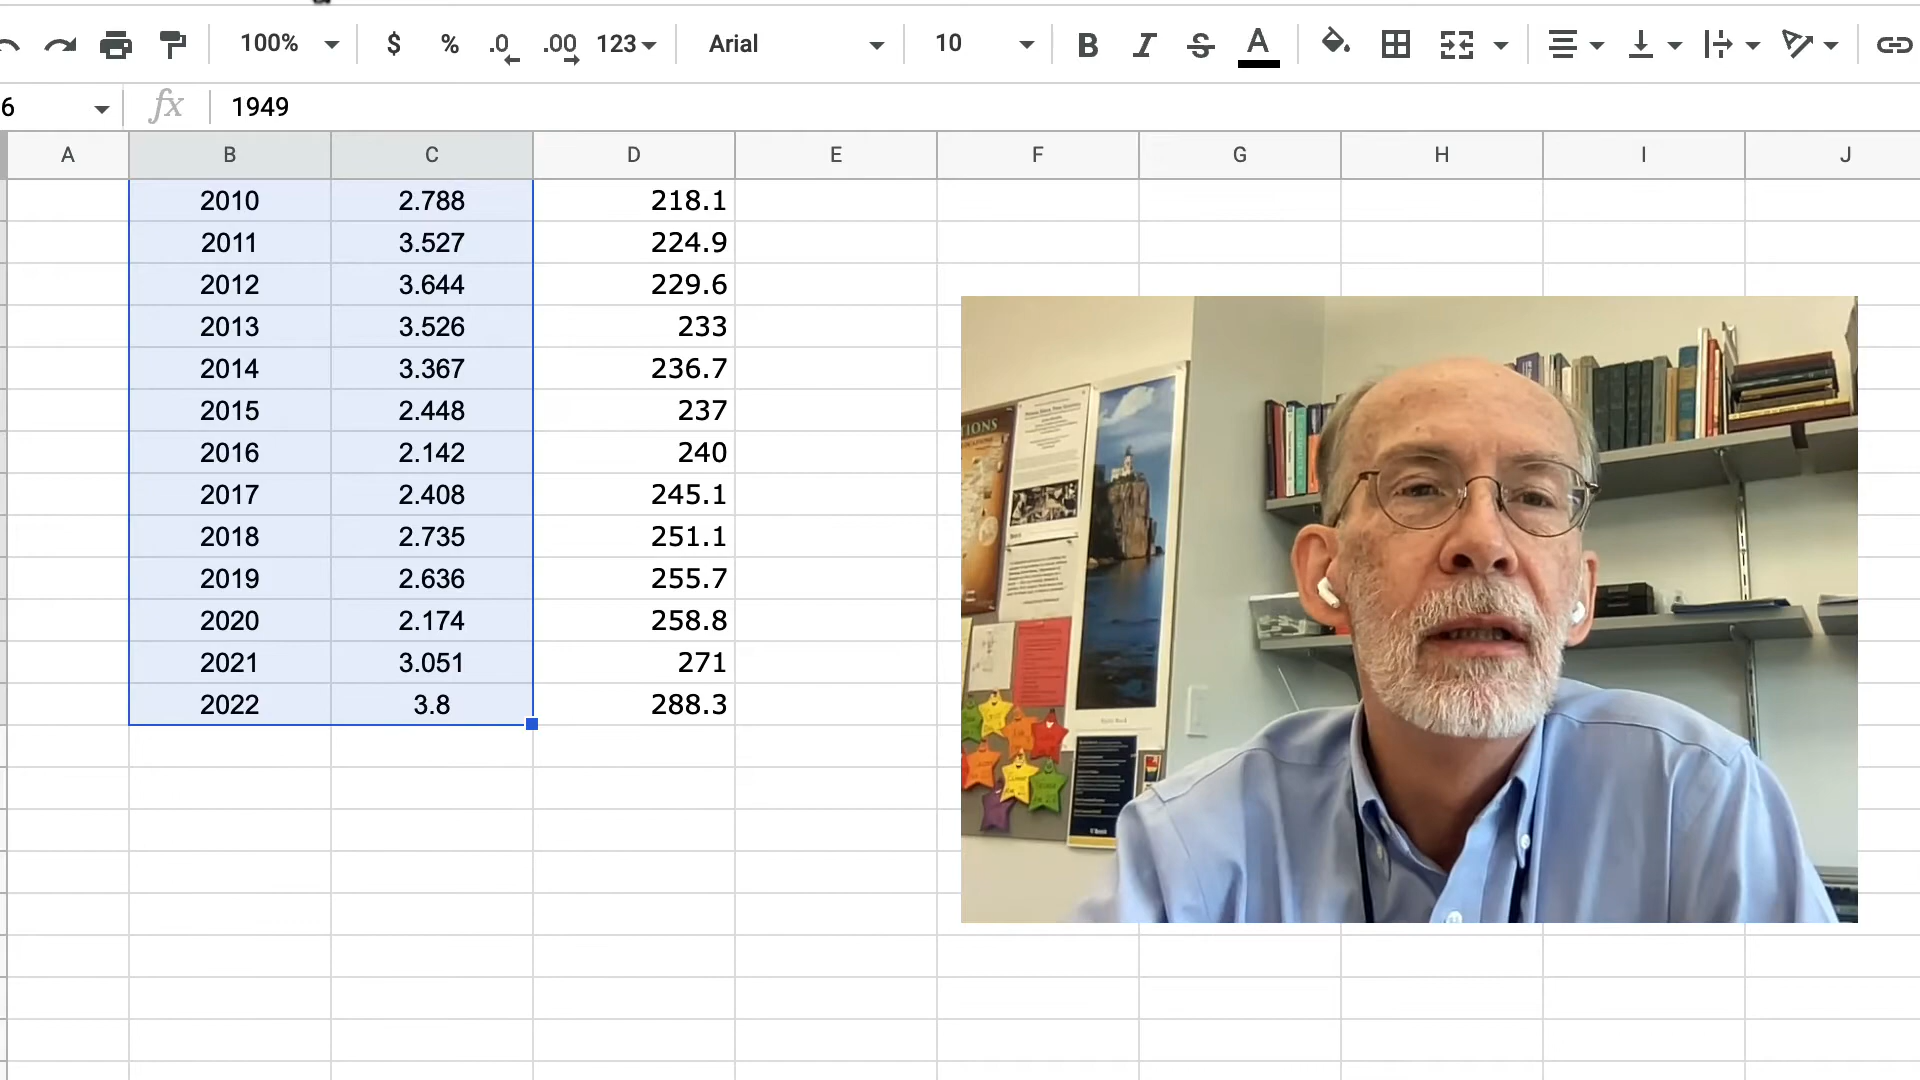 100% $ % .0 .00 123 Arial 10 B I S A
6 fx 1949
A B C D E F G H I J
2010 2.788 218.1
2011 3.527 224.9
2012 3.644 229.6
2013 3.526 233
2014 3.367 236.7
2015 2.448 237
2016 2.142 240
2017 2.408 245.1
2018 2.735 251.1
2019 2.636 255.7
2020 2.174 258.8
2021 3.051 271
2022 3.8 288.3
IONS